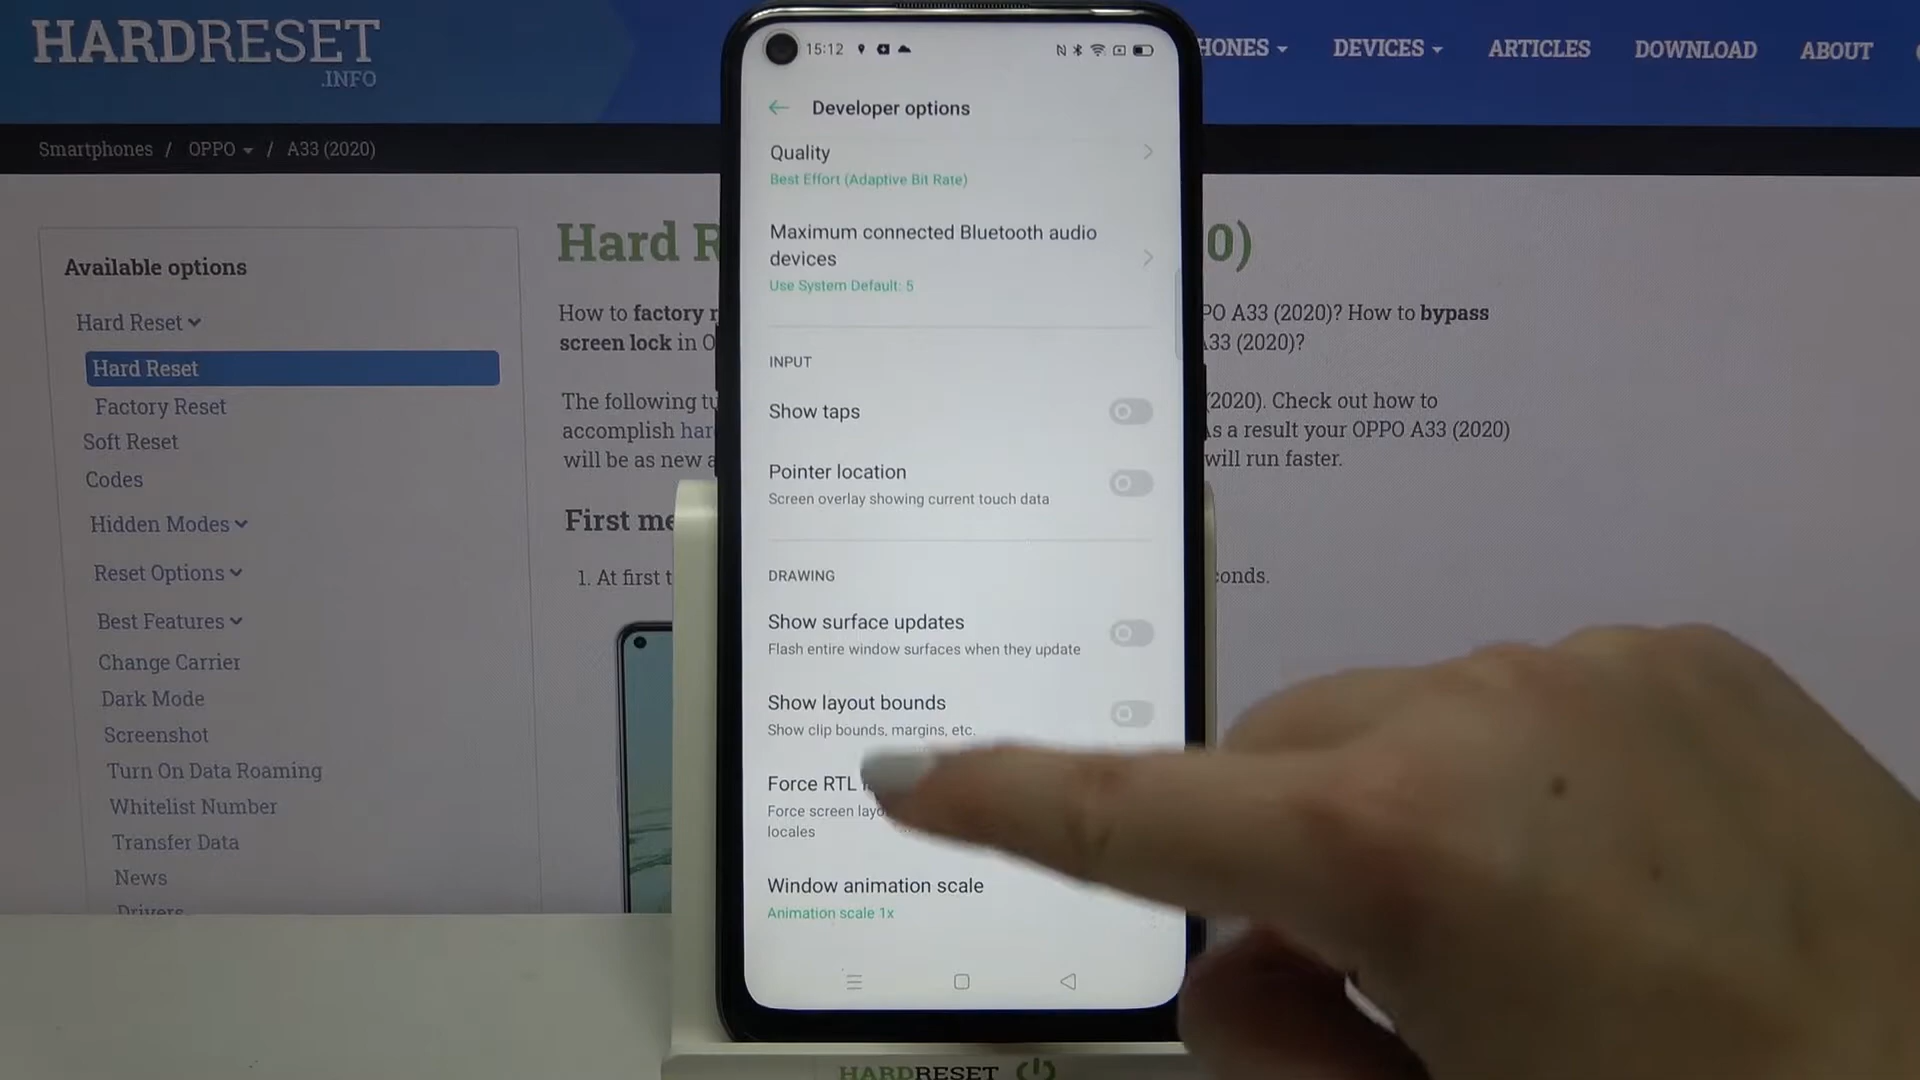 HARDRESET
.INFO
PHONES
DEVICES
ARTICLES
DOWNLOAD
ABOUT
Smartphones / OPPO / A33 (2020)
Available options
Hard Reset
Hard Reset
Factory Reset
Soft Reset
Codes
Hidden Modes
Reset Options
Best Features
Change Carrier
Dark Mode
Screenshot
Turn On Data Roaming
Whitelist Number
Transfer Data
News
Drivers
Hard R
0)
How to factory r
PO A33 (2020)? How to bypass
screen lock in O
A33 (2020)?
The following tu
(2020). Check out how to
accomplish har
As a result your OPPO A33 (2020)
will be as new a
will run faster.
First me
1. At first t
conds.
15:12
Developer options
Quality
Best Effort (Adaptive Bit Rate)
Maximum connected Bluetooth audio
devices
Use System Default: 5
INPUT
Show taps
Pointer location
Screen overlay showing current touch data
DRAWING
Show surface updates
Flash entire window surfaces when they update
Show layout bounds
Show clip bounds, margins, etc.
Force RTL
Force screen layo
locales
Window animation scale
Animation scale 1x
HARDRESET